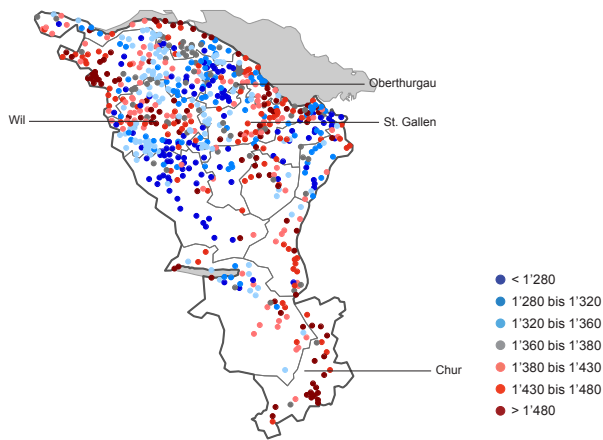 Oberthurgau
Wil
St. Gallen
< 1'280
1'280 bis 1'320
1'320 bis 1'360
1'360 bis 1'380
1'380 bis 1'430
1'430 bis 1'480
> 1'480
Chur